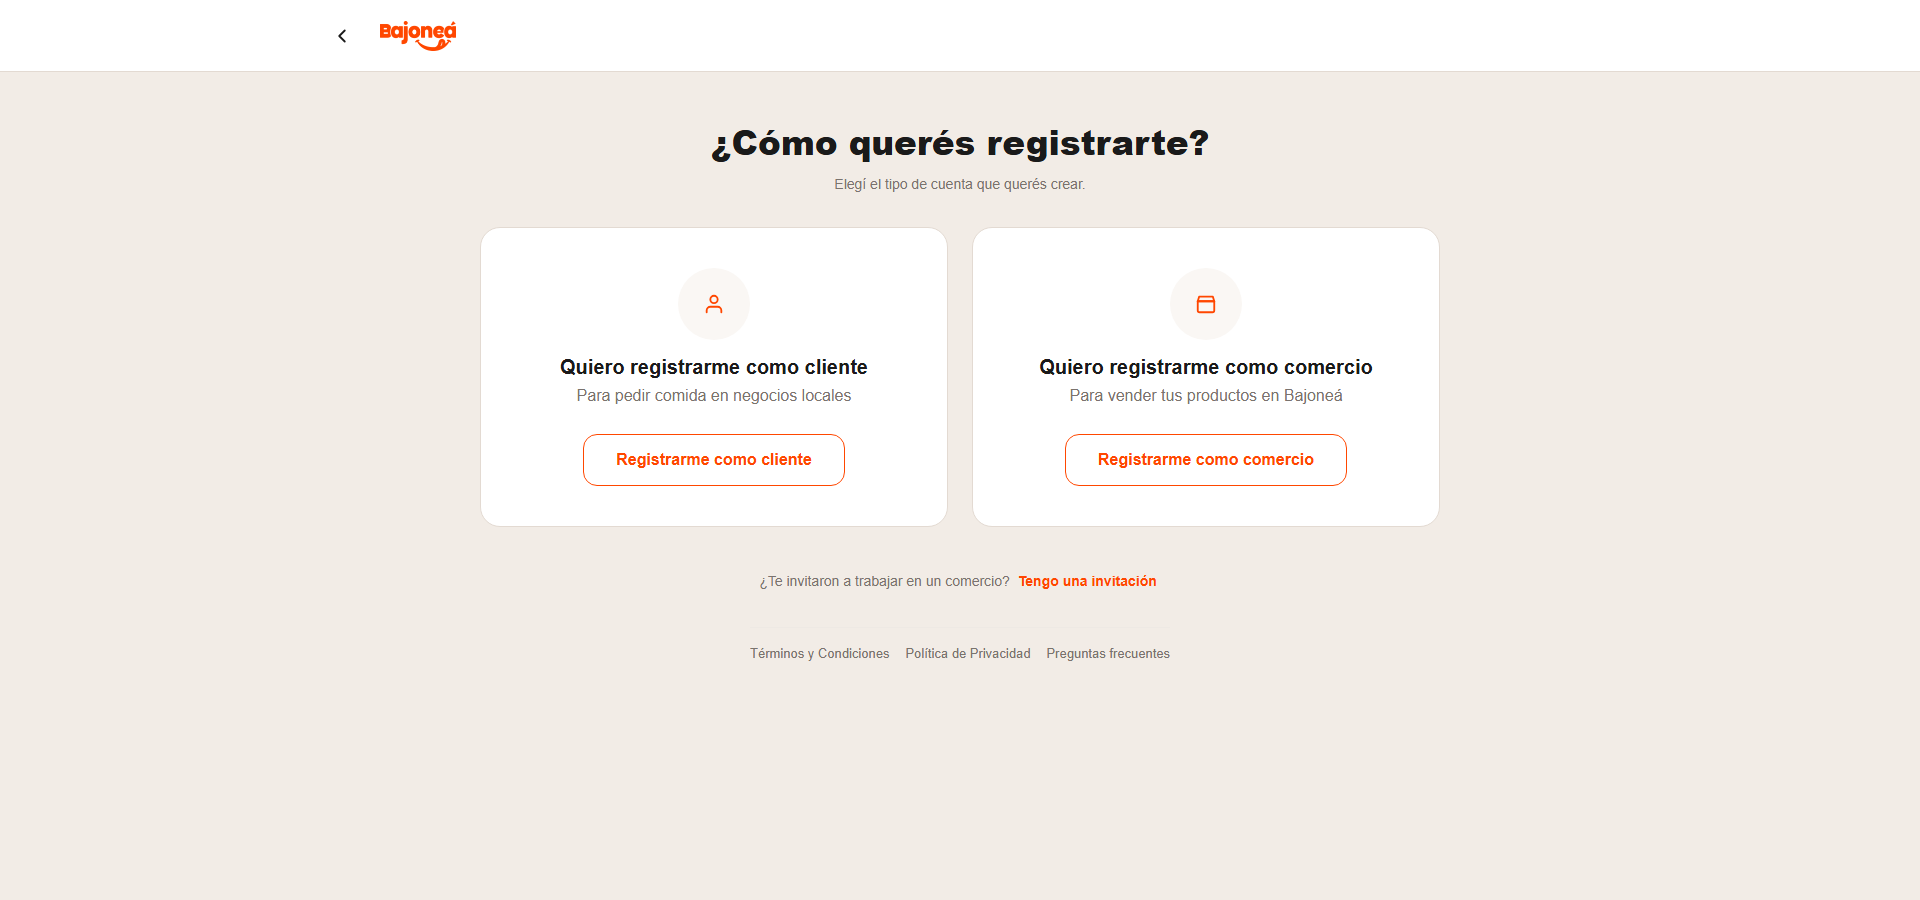 Bajoneá
¿Cómo querés registrarte?
Elegí el tipo de cuenta que querés crear.
Quiero registrarme como cliente
Para pedir comida en negocios locales
Registrarme como cliente
Quiero registrarme como comercio
Para vender tus productos en Bajoneá
Registrarme como comercio
¿Te invitaron a trabajar en un comercio? Tengo una invitación
Términos y Condiciones Política de Privacidad Preguntas frecuentes